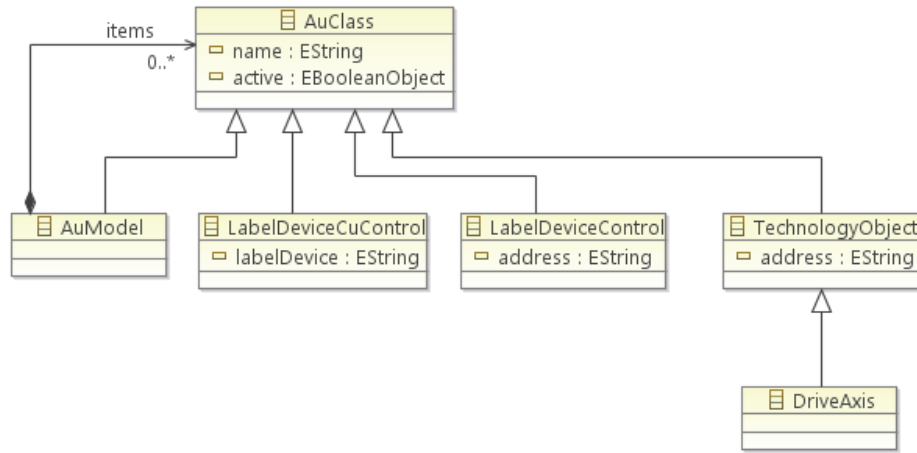 AuClass
items
name : EString
0..*
active : EBooleanObject
AuModel
LabelDeviceCuControl
LabelDeviceControl
TechnologyObject
labelDevice : EString
address : EString
address : EString
DriveAxis